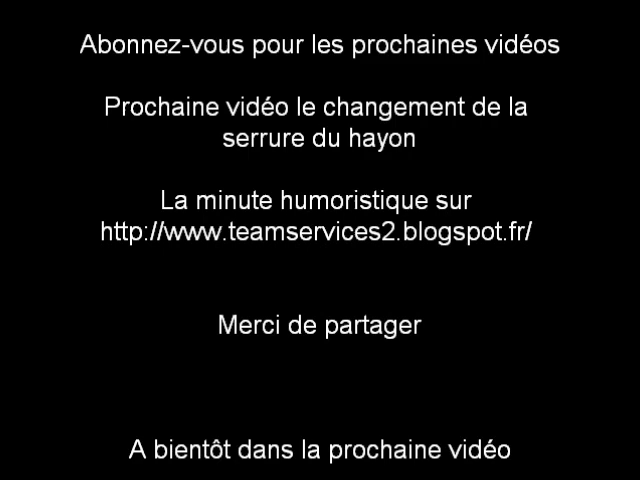 Abonnez-vous pour les prochaines vidéos
Prochaine vidéo le changement de la
serrure du hayon
La minute humoristique sur
http://www.teamservices2.blogspot.fr/
Merci de partager
A bientôt dans la prochaine vidéo